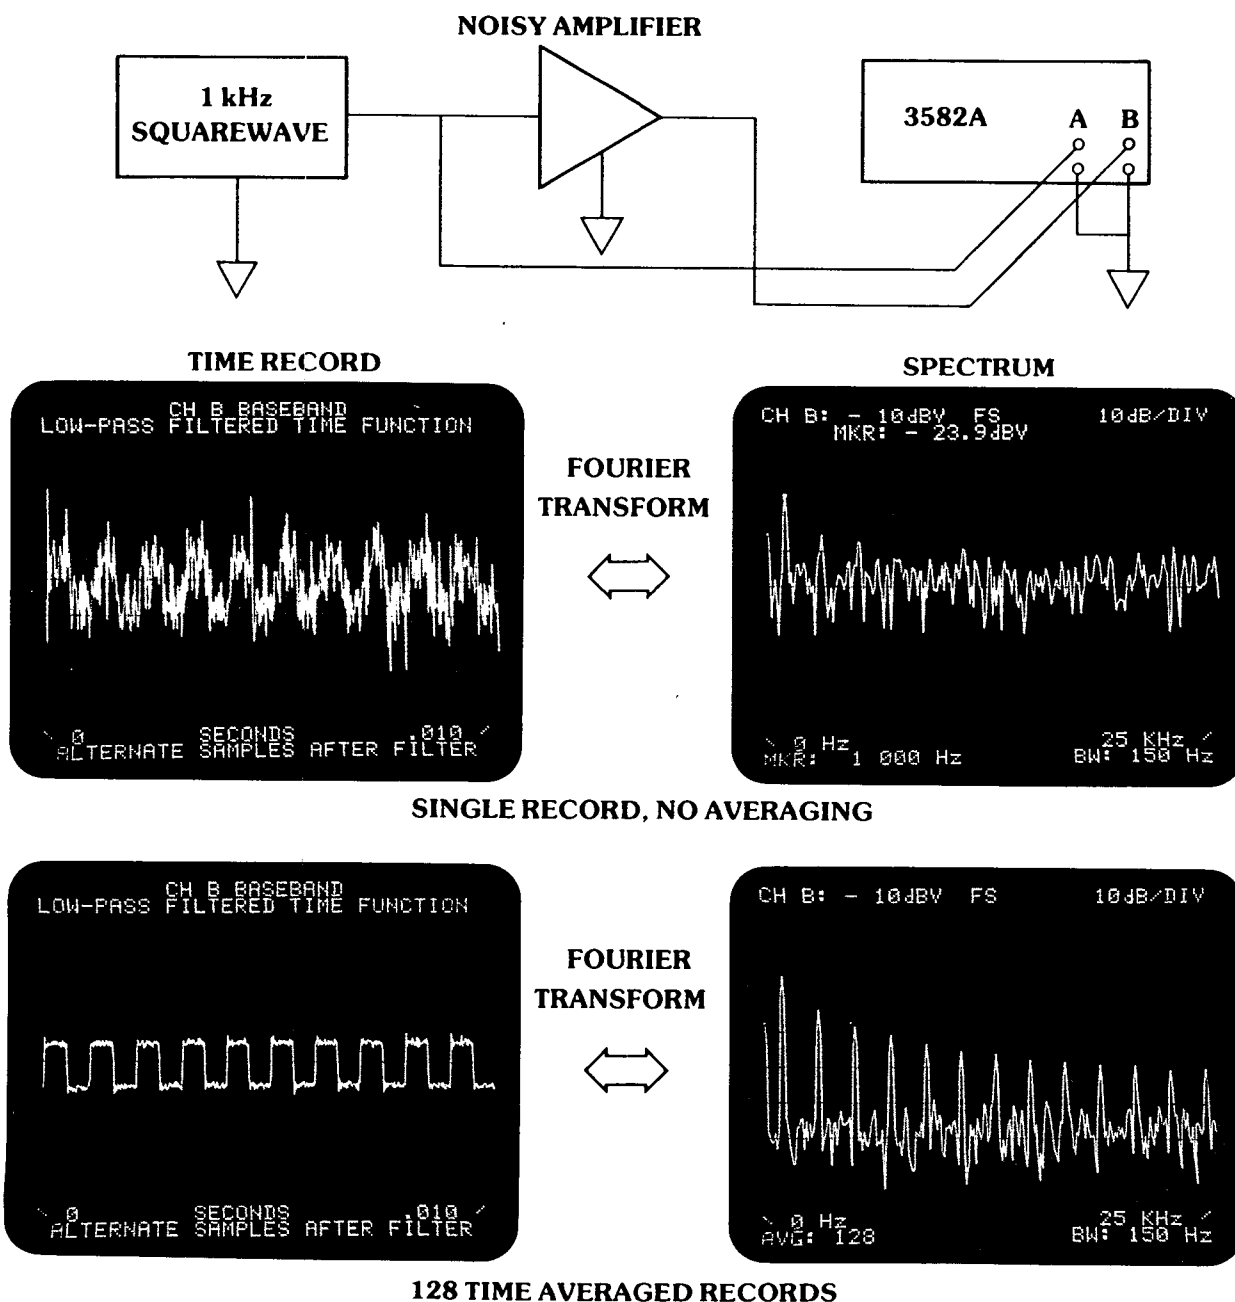 NOISY AMPLIFIER
1 kHz
SQUAREWAVE
3582A
A B
TIME RECORD
SPECTRUM
CH B BASEBAND
LOW-PASS FILTERED TIME FUNCTION
0 SECONDS .010
ALTERNATE SAMPLES AFTER FILTER
FOURIER
TRANSFORM
CH B: - 10dBV FS 10dB/DIV
MKR: - 23.9dBV
0 Hz 25 KHz
MKR: 1 000 Hz BW: 150 Hz
SINGLE RECORD, NO AVERAGING
CH B BASEBAND
LOW-PASS FILTERED TIME FUNCTION
0 SECONDS .010
ALTERNATE SAMPLES AFTER FILTER
FOURIER
TRANSFORM
CH B: - 10dBV FS 10dB/DIV
0 Hz 25 KHz
AVG: 128 BW: 150 Hz
128 TIME AVERAGED RECORDS